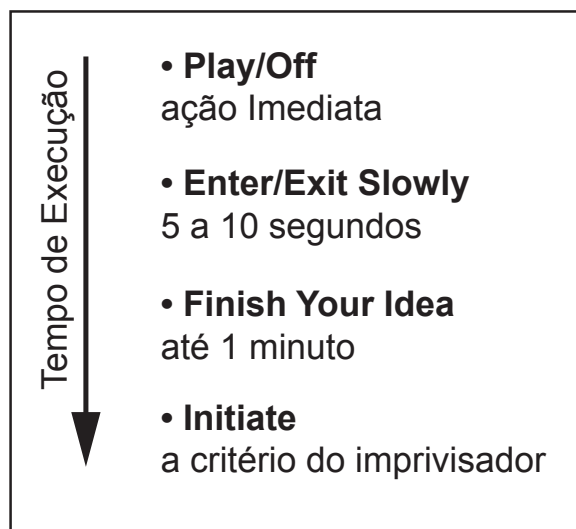 Tempo de Execução
• Play/Off
ação Imediata
• Enter/Exit Slowly
5 a 10 segundos
• Finish Your Idea
até 1 minuto
• Initiate
a critério do imprivisador